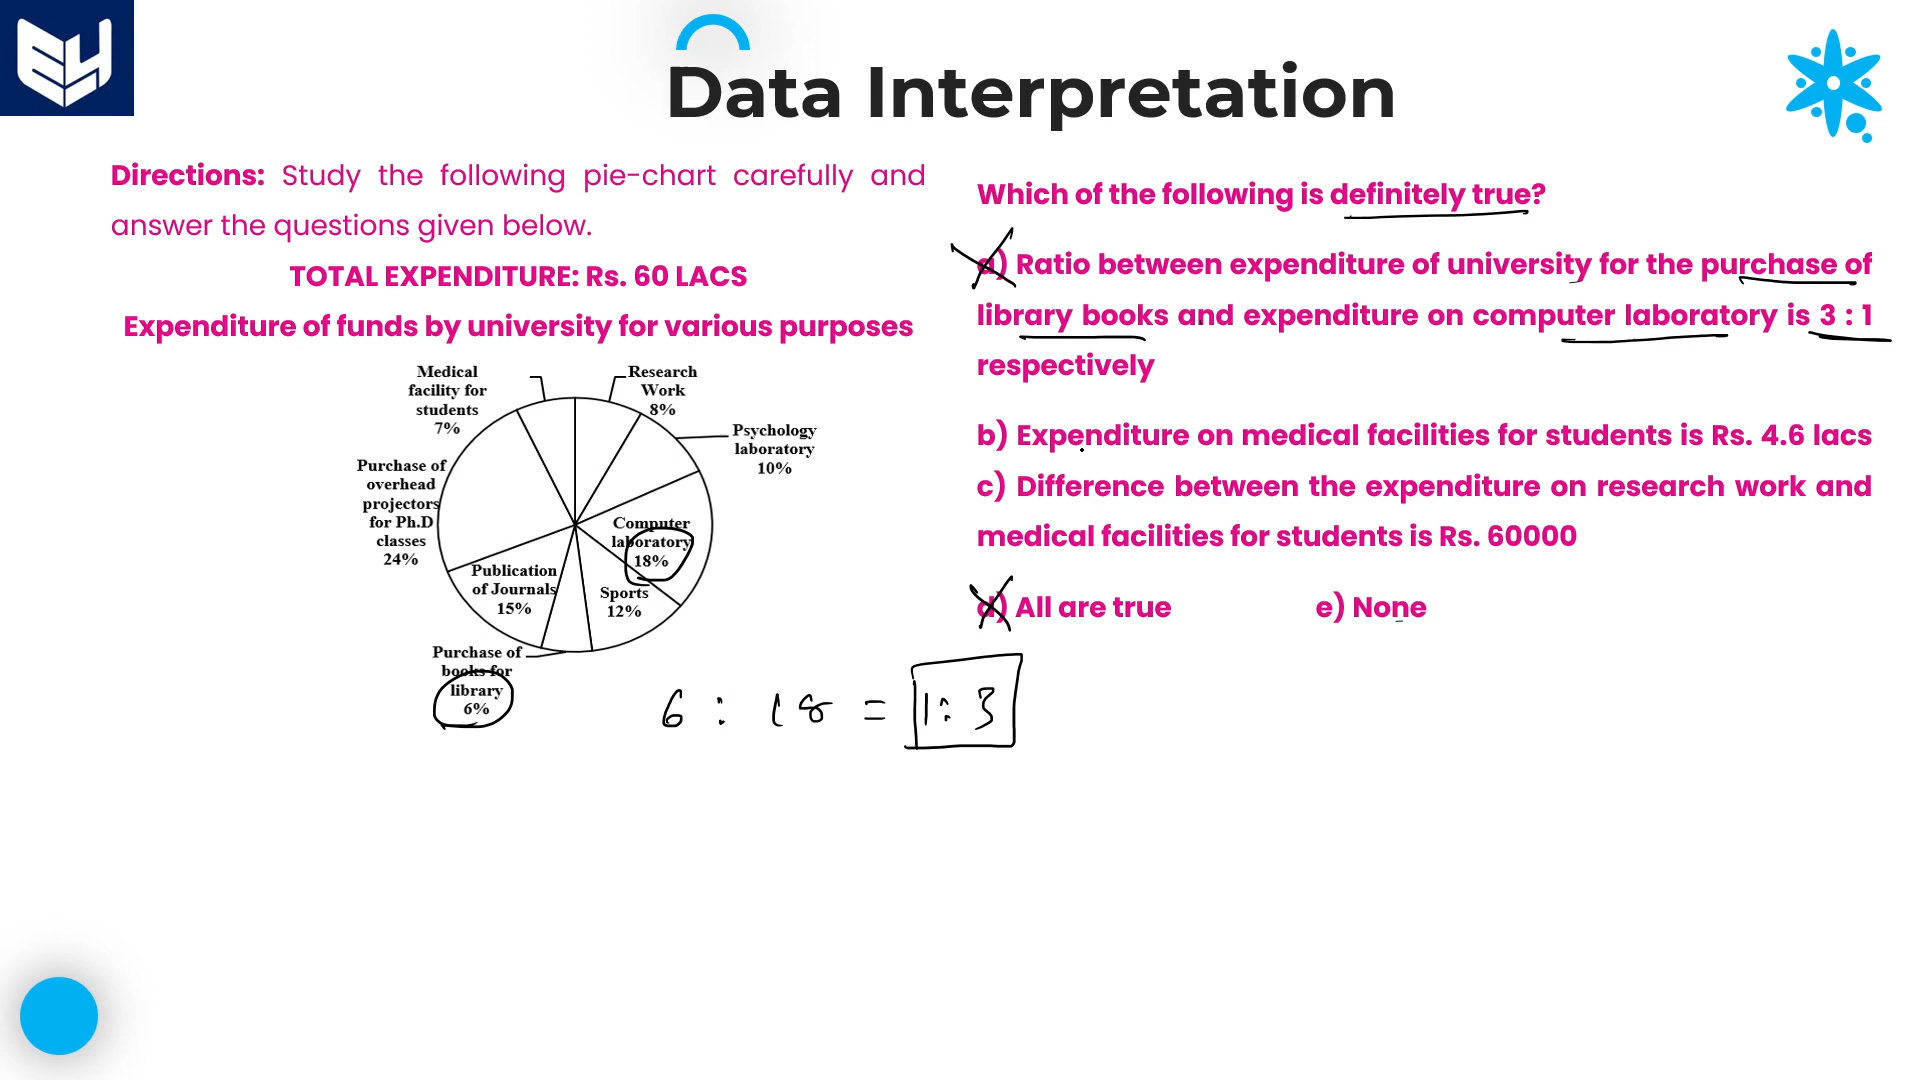 Data Interpretation
Directions: Study the following pie-chart carefully and
answer the questions given below.
TOTAL EXPENDITURE: Rs. 60 LACS
Expenditure of funds by university for various purposes
Medical
facility for
students
7%
Research
Work
8%
Psychology
laboratory
10%
Purchase of
overhead
projectors
for Ph.D
classes
24%
Computer
laboratory
18%
Publication
of Journals
15%
Sports
12%
Purchase of
books for
library
6%
6 : 18 = 1:3
Which of the following is definitely true?
a) Ratio between expenditure of university for the purchase of
library books and expenditure on computer laboratory is 3 : 1
respectively
b) Expenditure on medical facilities for students is Rs. 4.6 lacs
c) Difference between the expenditure on research work and
medical facilities for students is Rs. 60000
d) All are true e) None